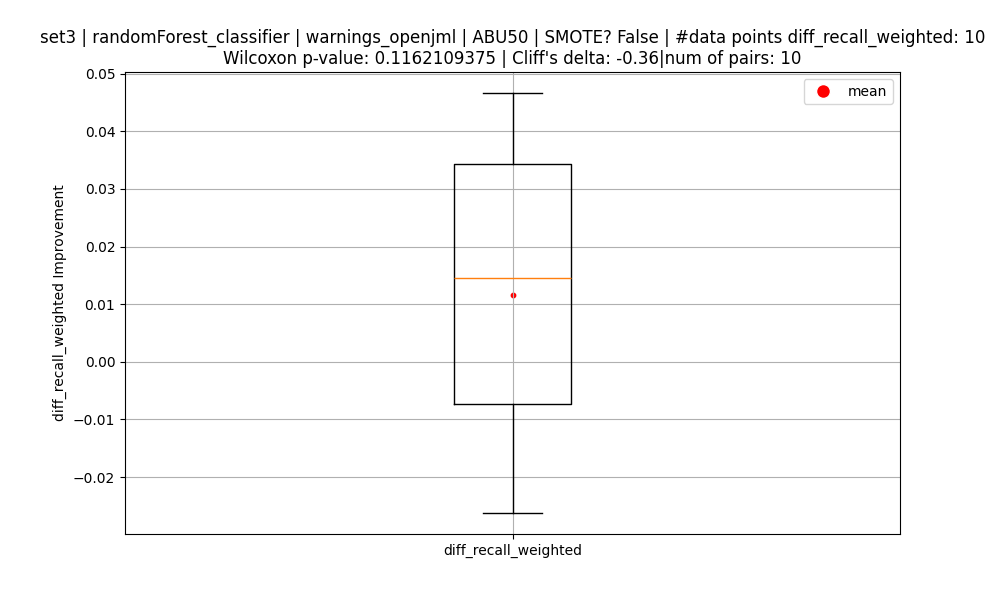 set3 | randomForest_classifier | warnings_openjml | ABU50 | SMOTE? False | #data points diff_recall_weighted: 10
Wilcoxon p-value: 0.1162109375 | Cliff's delta: -0.36|num of pairs: 10
mean
0.05
0.04
0.03
0.02
0.01
0.00
−0.01
−0.02
diff_recall_weighted Improvement
diff_recall_weighted